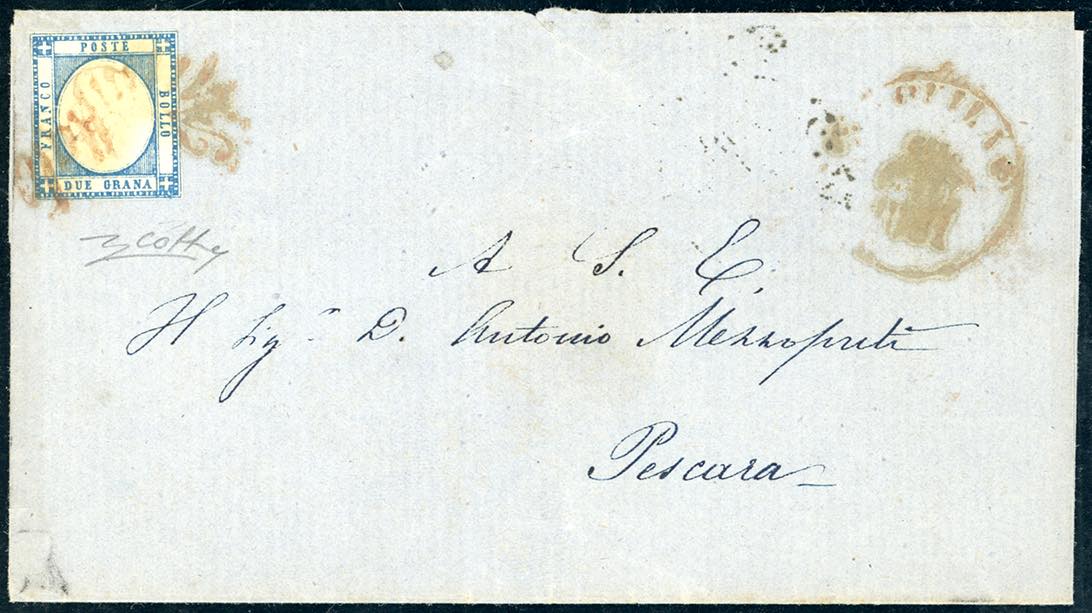 POSTE
FRANCO
BOLLO
DUE GRANA
A S. E.
Il Sig.r D. Antonio Mezzopreti
Pescara